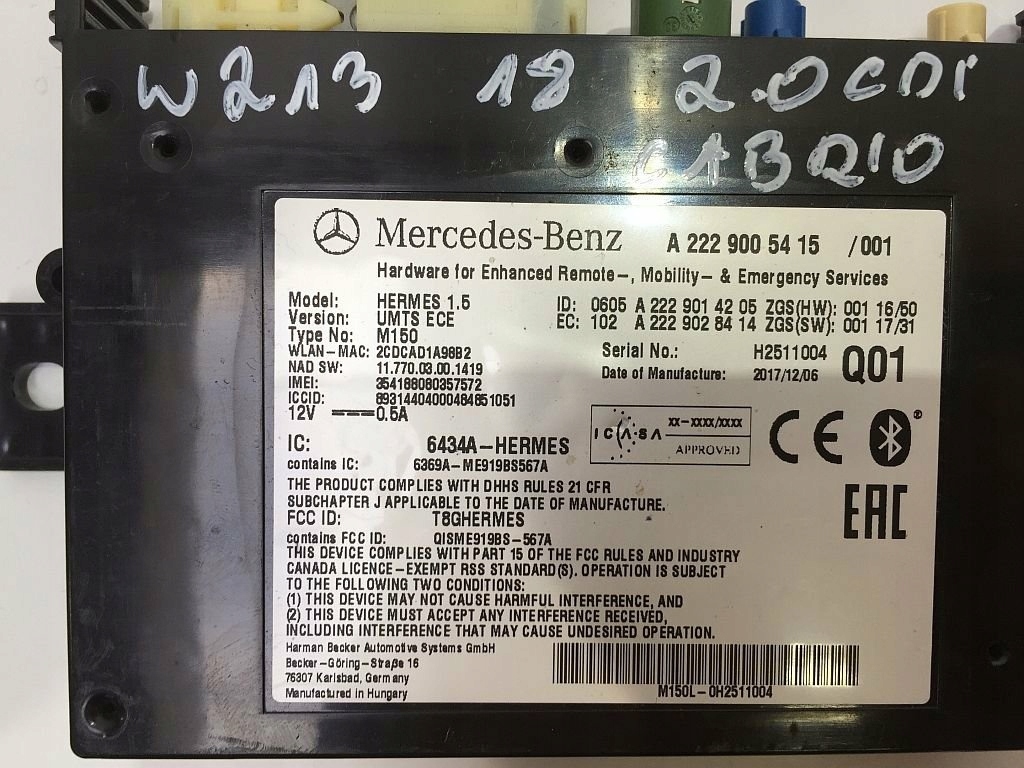 W213 18 2.0CDI
CABQIO
Mercedes-Benz A 222 900 54 15 /001
Hardware for Enhanced Remote-, Mobility- & Emergency Services
Model: HERMES 1.5 ID: 0605 A 222 901 42 05 ZGS(HW): 001 16/50
Version: UMTS ECE EC: 102 A 222 902 84 14 ZGS(SW): 001 17/31
Type No: M150
WLAN-MAC: 2CDCAD1A98B2 Serial No.: H2511004 Q01
NAD SW: 11.770.03.00.1419 Date of Manufacture: 2017/12/06
IMEI: 354188080357572
ICCID: 89314404000484651051
12V 0.5A
ICASA xx-xxxx/xxxx
APPROVED
CE
IC: 6434A-HERMES
contains IC: 6369A-ME919BS567A
THE PRODUCT COMPLIES WITH DHHS RULES 21 CFR
SUBCHAPTER J APPLICABLE TO THE DATE OF MANUFACTURE.
EAC
FCC ID: T8GHERMES
contains FCC ID: QISME919BS-567A
THIS DEVICE COMPLIES WITH PART 15 OF THE FCC RULES AND INDUSTRY
CANADA LICENCE-EXEMPT RSS STANDARD(S). OPERATION IS SUBJECT
TO THE FOLLOWING TWO CONDITIONS:
(1) THIS DEVICE MAY NOT CAUSE HARMFUL INTERFERENCE, AND
(2) THIS DEVICE MUST ACCEPT ANY INTERFERENCE RECEIVED,
INCLUDING INTERFERENCE THAT MAY CAUSE UNDESIRED OPERATION.
Harman Becker Automotive Systems GmbH
Becker-Göring-Straße 16
76307 Karlsbad, Germany
Manufactured in Hungary M150L-0H2511004